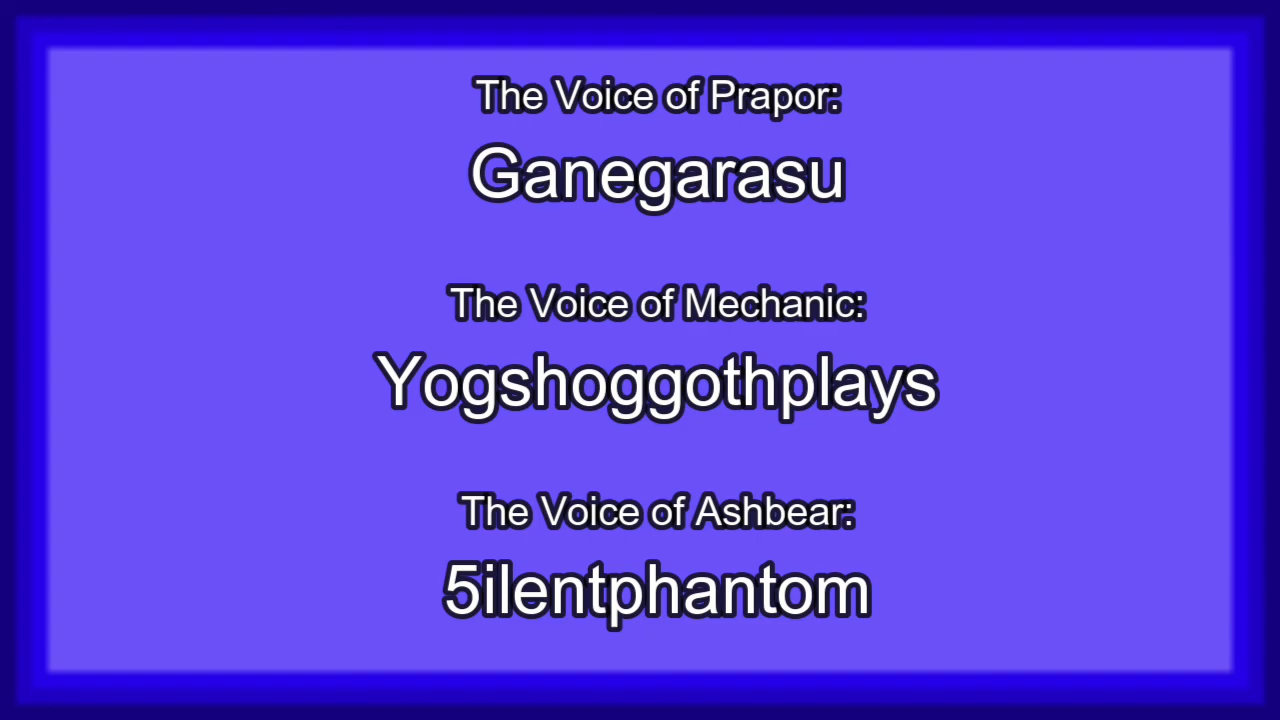 The Voice of Prapor:
Ganegarasu
The Voice of Mechanic:
Yogshoggothplays
The Voice of Ashbear:
5ilentphantom